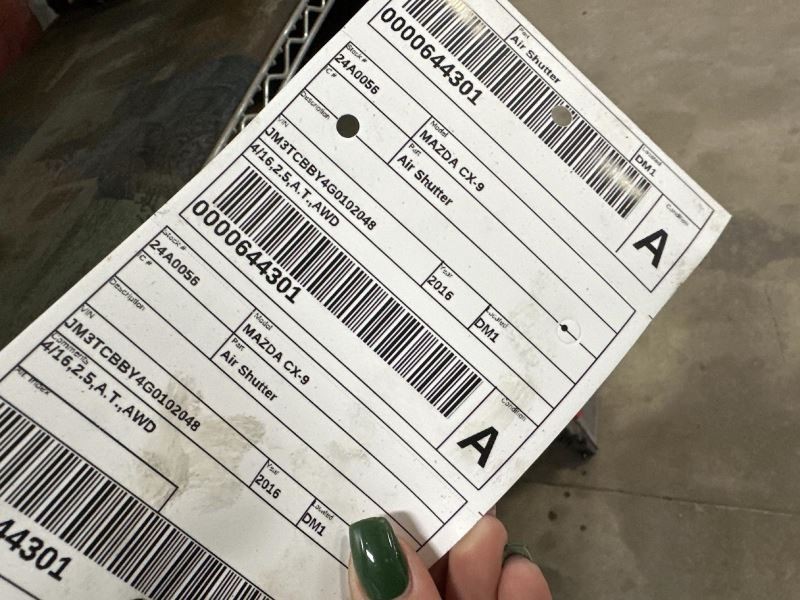 Part
Air Shutter
Located
DM1
0000644301
Condition
A
Stock #
24A0056
IC #
Model
MAZDA CX-9
Description
Part
Air Shutter
VIN
JM3TCBBY4G0102048
Year
2016
Located
DM1
4/16,2.5,A.T.,AWD
0000644301
Condition
A
Stock #
24A0056
IC #
Model
MAZDA CX-9
Description
Part
Air Shutter
VIN
JM3TCBBY4G0102048
Year
2016
Located
DM1
Comments
4/16,2.5,A.T.,AWD
44301